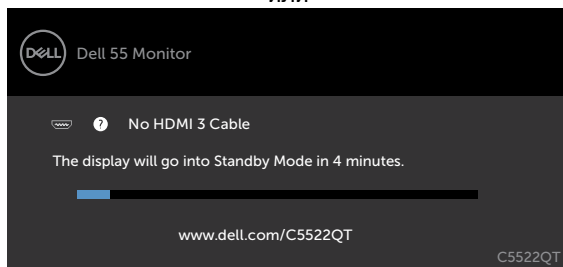 или
DELL Dell 55 Monitor
? No HDMI 3 Cable
The display will go into Standby Mode in 4 minutes.
www.dell.com/C5522QT
C5522QT